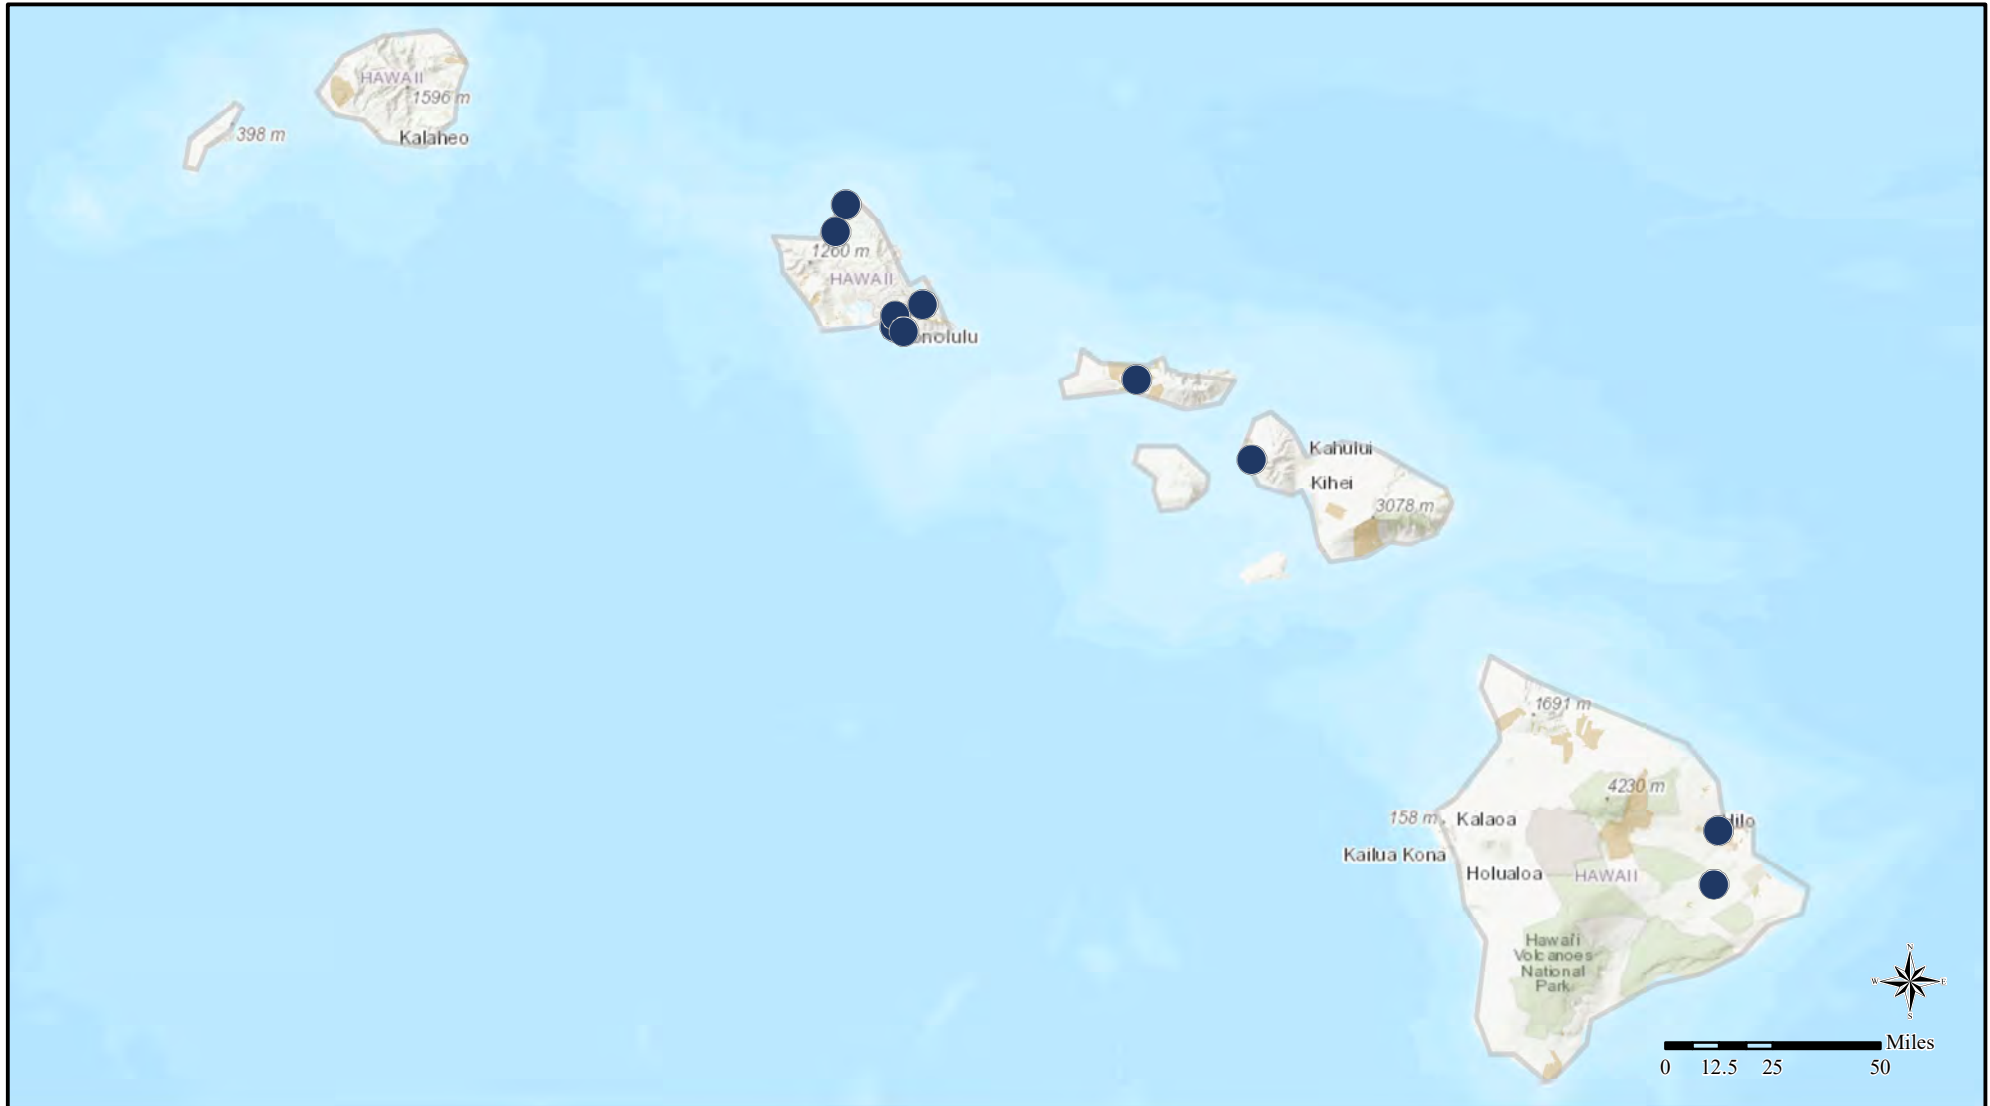 HAWAII
1596 m
398 m
Kalaheo
1260 m
HAWAII
Kahului
Kihei
3078 m
1691 m
4230 m
158 m
Kalaoa
Kailua Kona
Holualoa
HAWAII
Hawai'i
Volcanoes
National
Park
N
W E
S
Miles
0 12.5 25 50